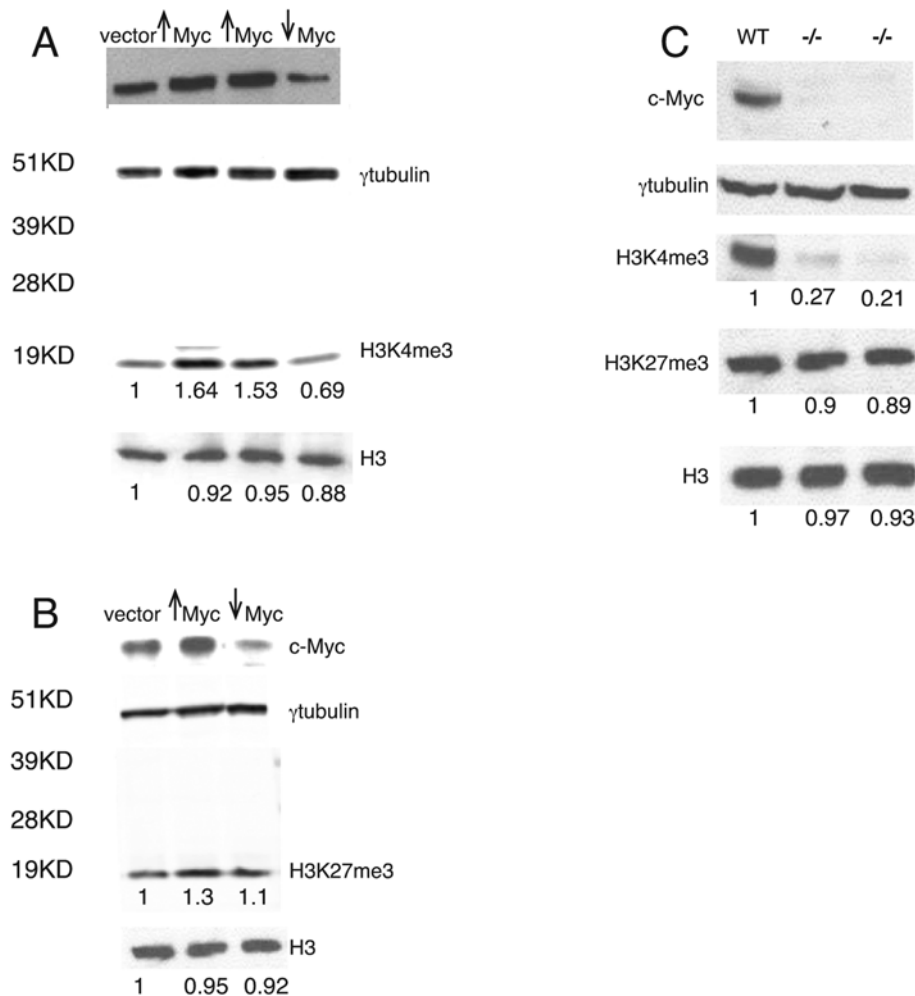 A
vector ↑Myc ↑Myc ↓Myc
51KD
γtubulin
39KD
28KD
19KD
H3K4me3
1 1.64 1.53 0.69
H3
1 0.92 0.95 0.88
B
vector ↑Myc ↓Myc
c-Myc
51KD
γtubulin
39KD
28KD
19KD
H3K27me3
1 1.3 1.1
H3
1 0.95 0.92
C
WT -/- -/-
c-Myc
γtubulin
H3K4me3
1 0.27 0.21
H3K27me3
1 0.9 0.89
H3
1 0.97 0.93